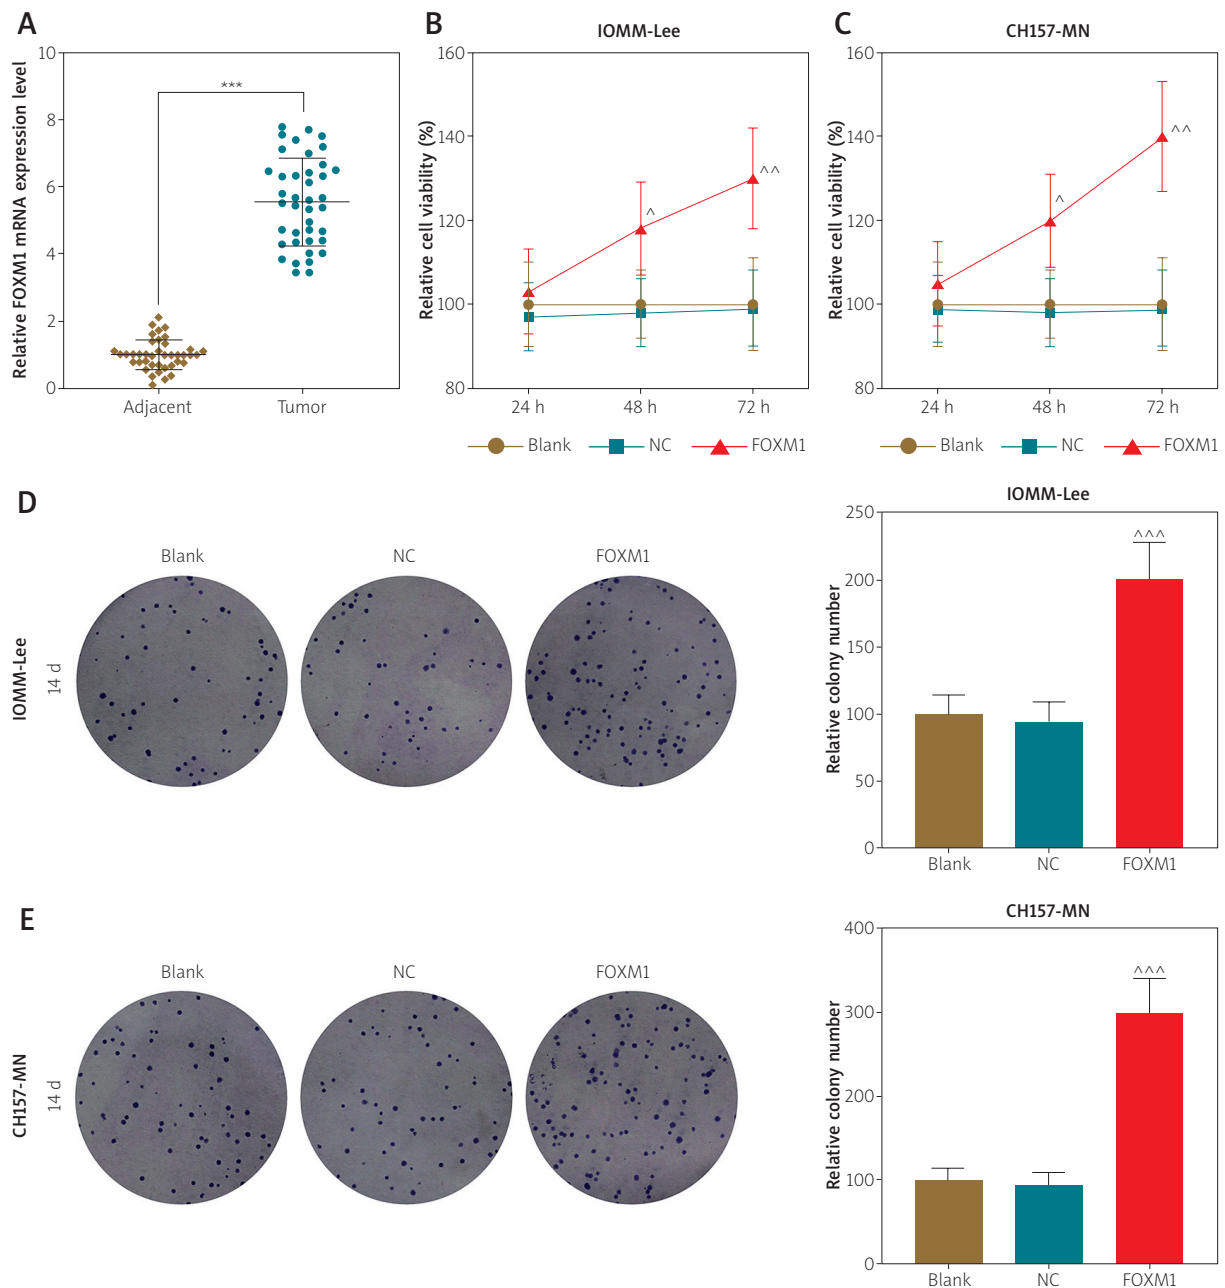 A
Relative FOXM1 mRNA expression level
10
8
6
4
2
0
***
Adjacent
Tumor
B
IOMM-Lee
Relative cell viability (%)
160
140
120
100
80
^
^^
24 h
48 h
72 h
Blank
NC
FOXM1
C
CH157-MN
Relative cell viability (%)
160
140
120
100
80
^
^^
24 h
48 h
72 h
Blank
NC
FOXM1
D
IOMM-Lee
14 d
Blank
NC
FOXM1
IOMM-Lee
Relative colony number
250
200
150
100
50
0
^^^
Blank
NC
FOXM1
E
CH157-MN
14 d
Blank
NC
FOXM1
CH157-MN
Relative colony number
400
300
200
100
0
^^^
Blank
NC
FOXM1